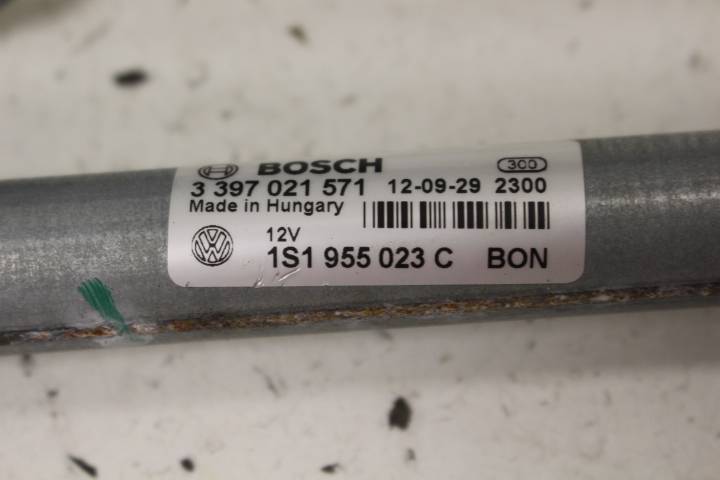 BOSCH 300
3 397 021 571 12-09-29 2300
Made in Hungary
12V
1S1 955 023 C BON